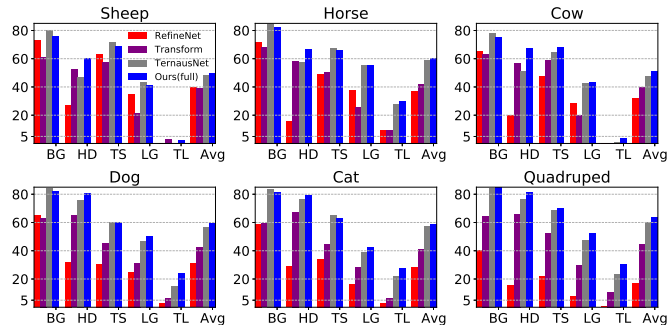 Sheep
Horse
Cow
80
60
40
20
5
BG HD TS LG TL Avg
RefineNet
Transform
TernausNet
Ours(full)
80
60
40
20
5
BG HD TS LG TL Avg
80
60
40
20
5
BG HD TS LG TL Avg
Dog
Cat
Quadruped
80
60
40
20
5
BG HD TS LG TL Avg
80
60
40
20
5
BG HD TS LG TL Avg
80
60
40
20
5
BG HD TS LG TL Avg